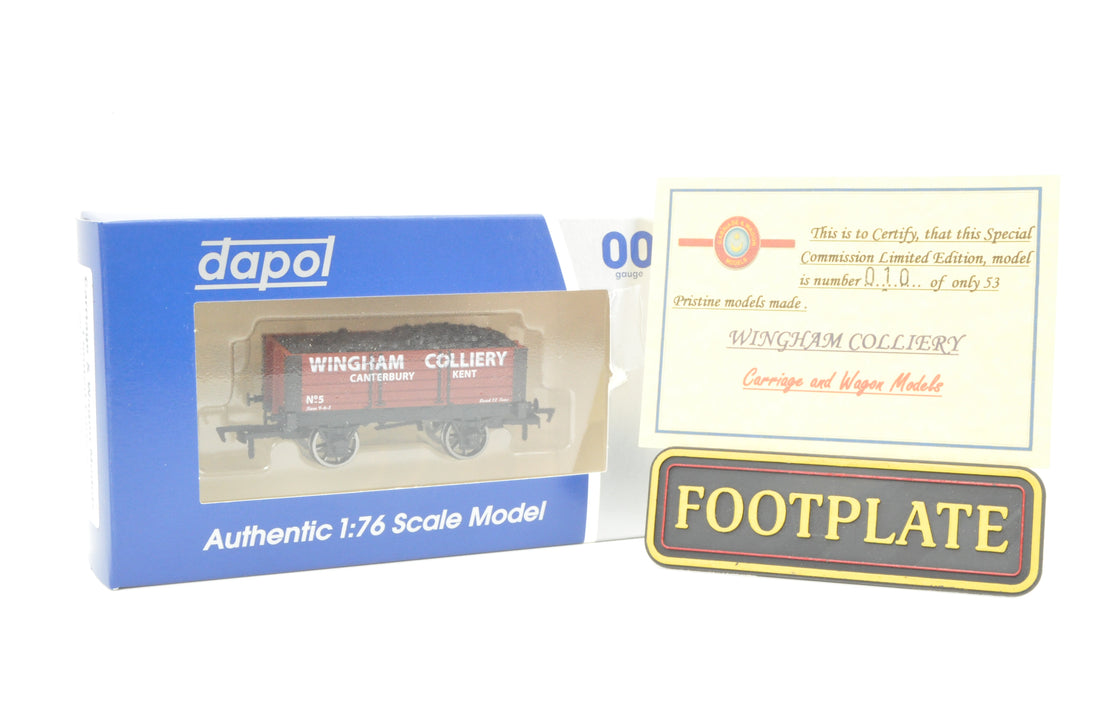 dapol
00
gauge
WINGHAM COLLIERY
CANTERBURY KENT
Nº5
Authentic 1:76 Scale Model
This is to Certify, that this Special
Commission Limited Edition, model
is number 010 of only 53
Pristine models made .
WINGHAM COLLIERY
Carriage and Wagon Models
FOOTPLATE